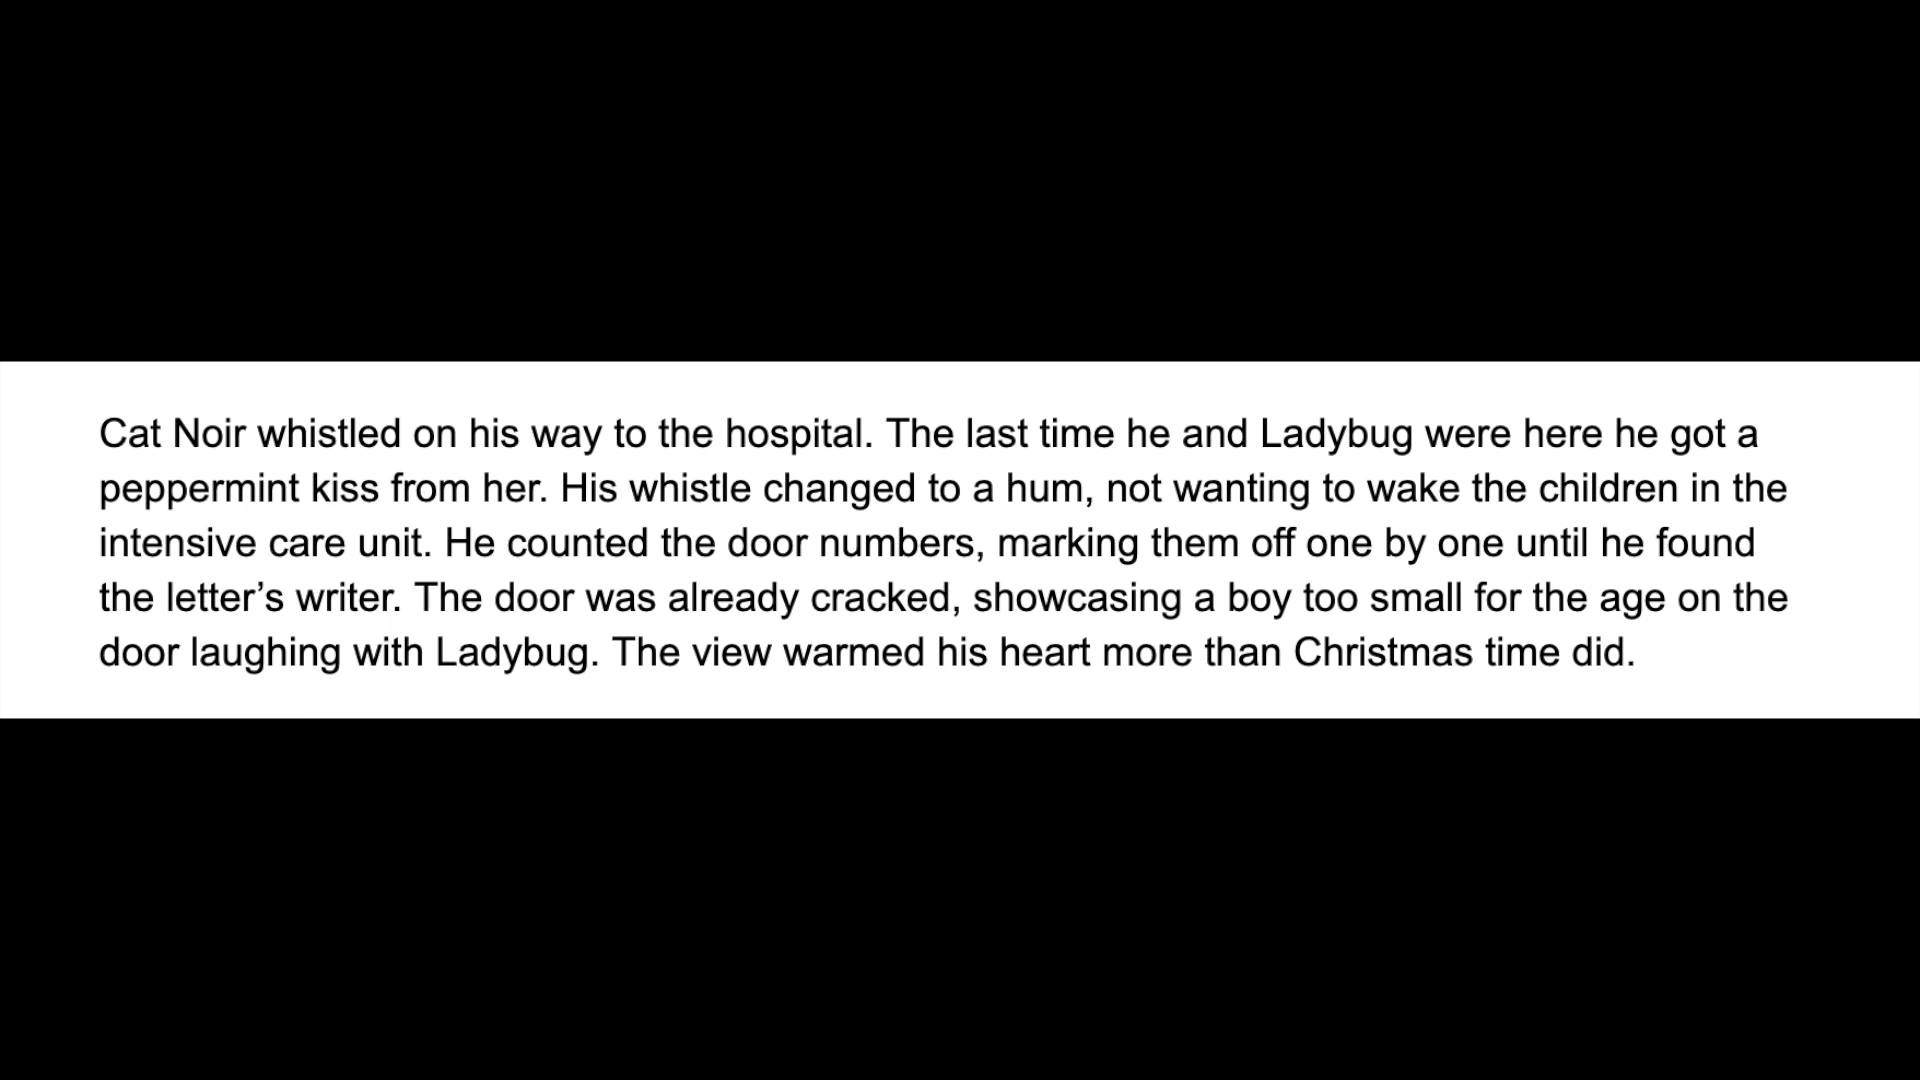 Cat Noir whistled on his way to the hospital. The last time he and Ladybug were here he got a
peppermint kiss from her. His whistle changed to a hum, not wanting to wake the children in the
intensive care unit. He counted the door numbers, marking them off one by one until he found
the letter’s writer. The door was already cracked, showcasing a boy too small for the age on the
door laughing with Ladybug. The view warmed his heart more than Christmas time did.